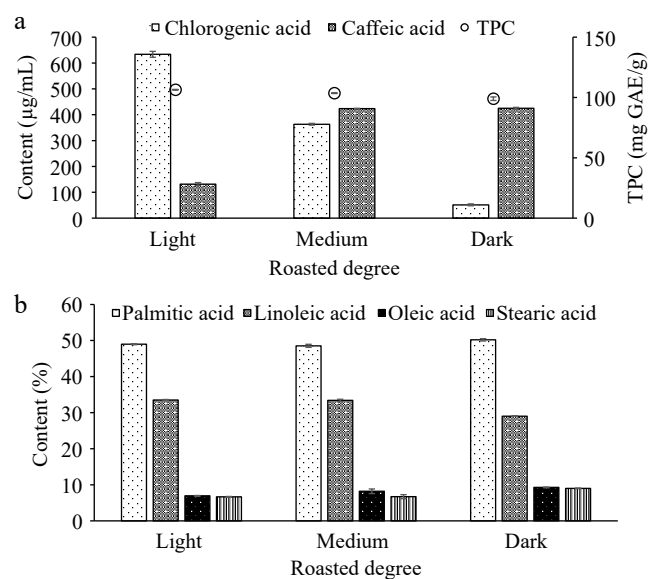 a
Chlorogenic acid Caffeic acid TPC
700
600
500
400
300
200
100
0
Content (µg/mL)
150
100
50
0
TPC (mg GAE/g)
Light Medium Dark
Roasted degree
b
Palmitic acid Linoleic acid Oleic acid Stearic acid
60
50
40
30
20
10
0
Content (%)
Light Medium Dark
Roasted degree